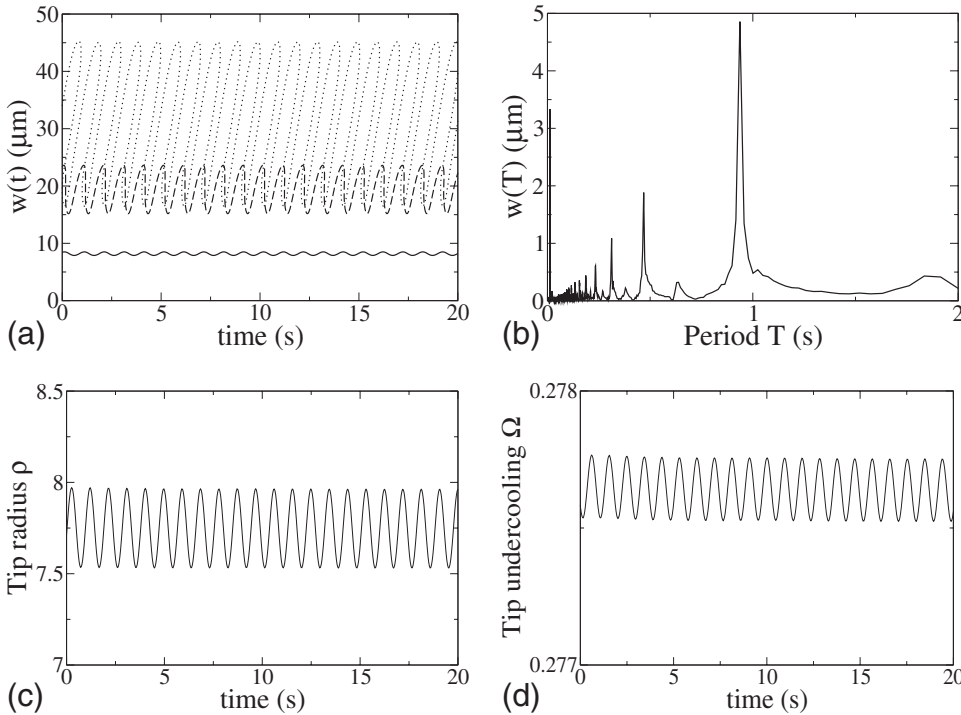 50
40
30
20
10
0
w(t) (μm)
0 5 10 15 20
time (s)
(a)
5
4
3
2
1
0
w(T) (μm)
0 1 2
Period T (s)
(b)
8.5
8
7.5
7
Tip radius ρ
0 5 10 15 20
time (s)
(c)
0.278
0.277
Tip undercooling Ω
0 5 10 15 20
time (s)
(d)